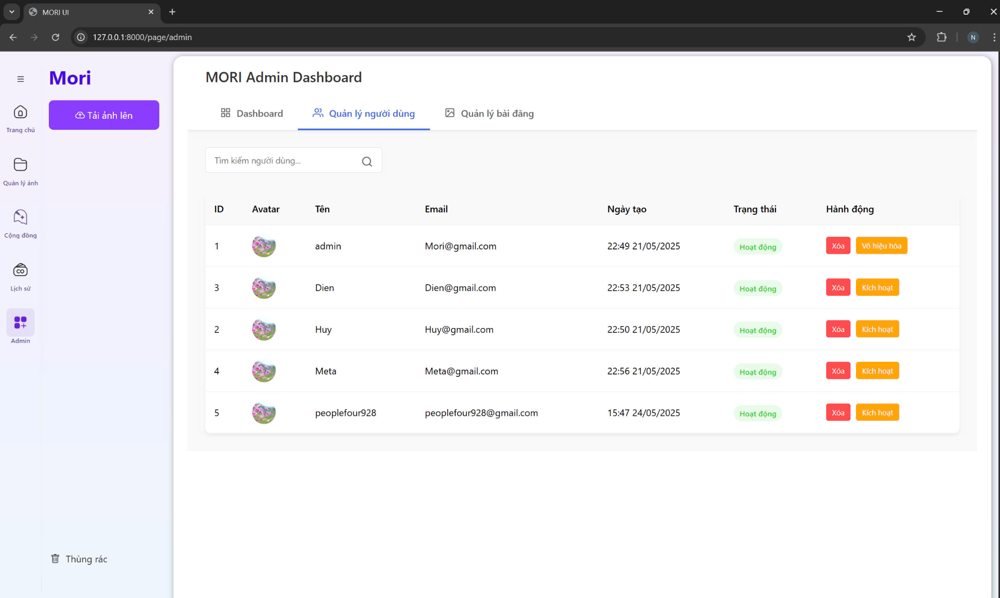 MORI UI
127.0.0.1:8000/page/admin
N
Mori
Tải ảnh lên
Trang chủ
Quản lý ảnh
Cộng đồng
CO
Lịch sử
Admin
Thùng rác
MORI Admin Dashboard
Dashboard Quản lý người dùng Quản lý bài đăng
Tìm kiếm người dùng...
ID Avatar Tên Email Ngày tạo Trạng thái Hành động
1 admin Mori@gmail.com 22:49 21/05/2025 Hoạt động Xóa Vô hiệu hóa
3 Dien Dien@gmail.com 22:53 21/05/2025 Hoạt động Xóa Kích hoạt
2 Huy Huy@gmail.com 22:50 21/05/2025 Hoạt động Xóa Kích hoạt
4 Meta Meta@gmail.com 22:56 21/05/2025 Hoạt động Xóa Kích hoạt
5 peoplefour928 peoplefour928@gmail.com 15:47 24/05/2025 Hoạt động Xóa Kích hoạt